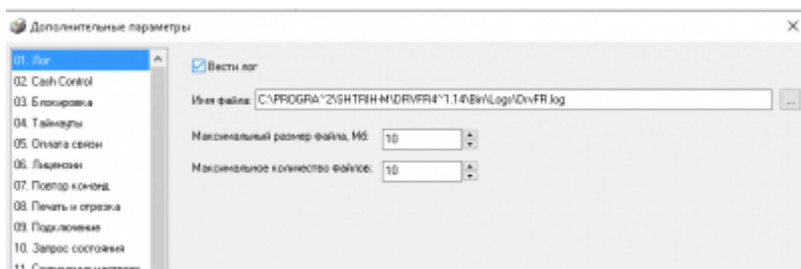 Дополнительные параметры
01. Лог
02. Cash Control
03. Блокировка
04. Таймауты
05. Оплата связи
06. Лицензии
07. Повтор команд
08. Печать и отрезка
09. Подключение
10. Запрос состояния
Вести лог
Имя файла: C:\PROGRA~2\SHTRIH-M\DRVFR4~1.14\Bin\Logs\DrvFR.log
...
Максимальный размер файла, Мб: 10
Максимальное количество файлов: 10